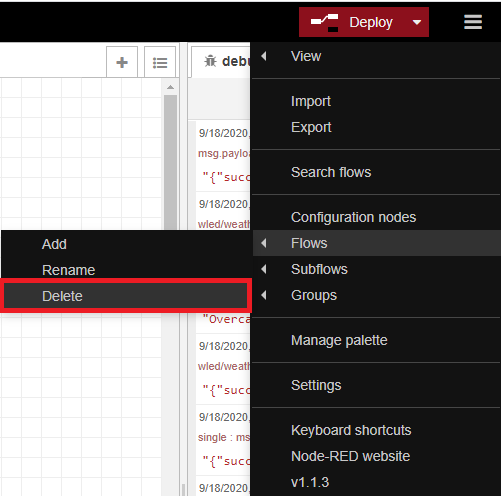 Deploy
debu
View
Import
Export
Search flows
Configuration nodes
Flows
Subflows
Groups
Manage palette
Settings
Keyboard shortcuts
Node-RED website
v1.1.3
Add
Rename
Delete
9/18/2020,
msg.payloa
"{"succ
9/18/2020,
wled/weath
"Overca
9/18/2020,
wled/weath
"{"succ
9/18/2020,
single : ms
"{"succ
9/18/2020,